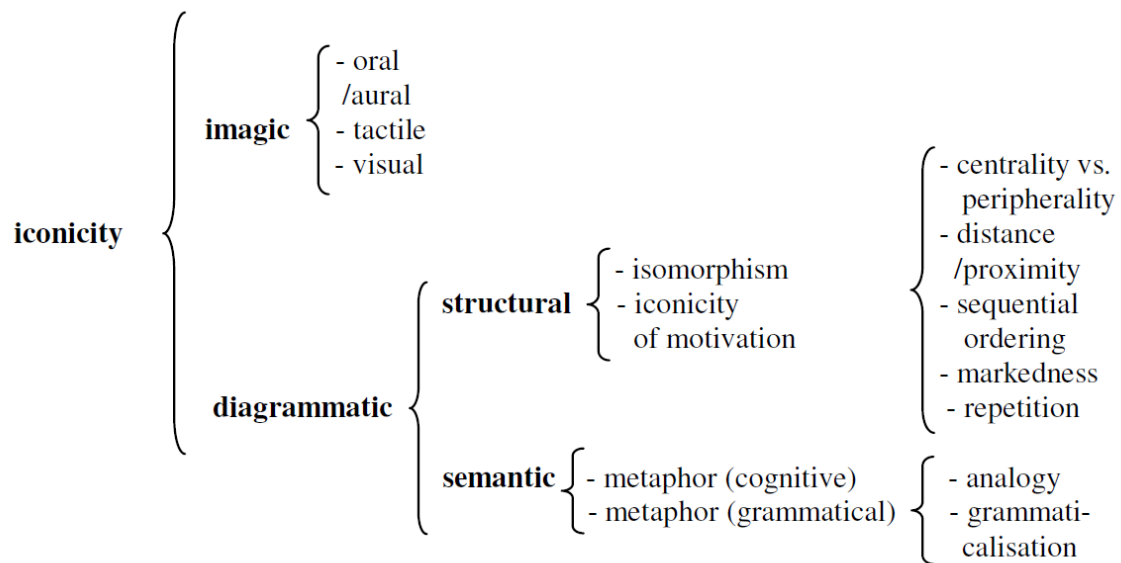 iconicity
imagic
- oral
/aural
- tactile
- visual
diagrammatic
structural
- isomorphism
- iconicity
of motivation
- centrality vs.
peripherality
- distance
/proximity
- sequential
ordering
- markedness
- repetition
semantic
- metaphor (cognitive)
- metaphor (grammatical)
- analogy
- grammati-
calisation